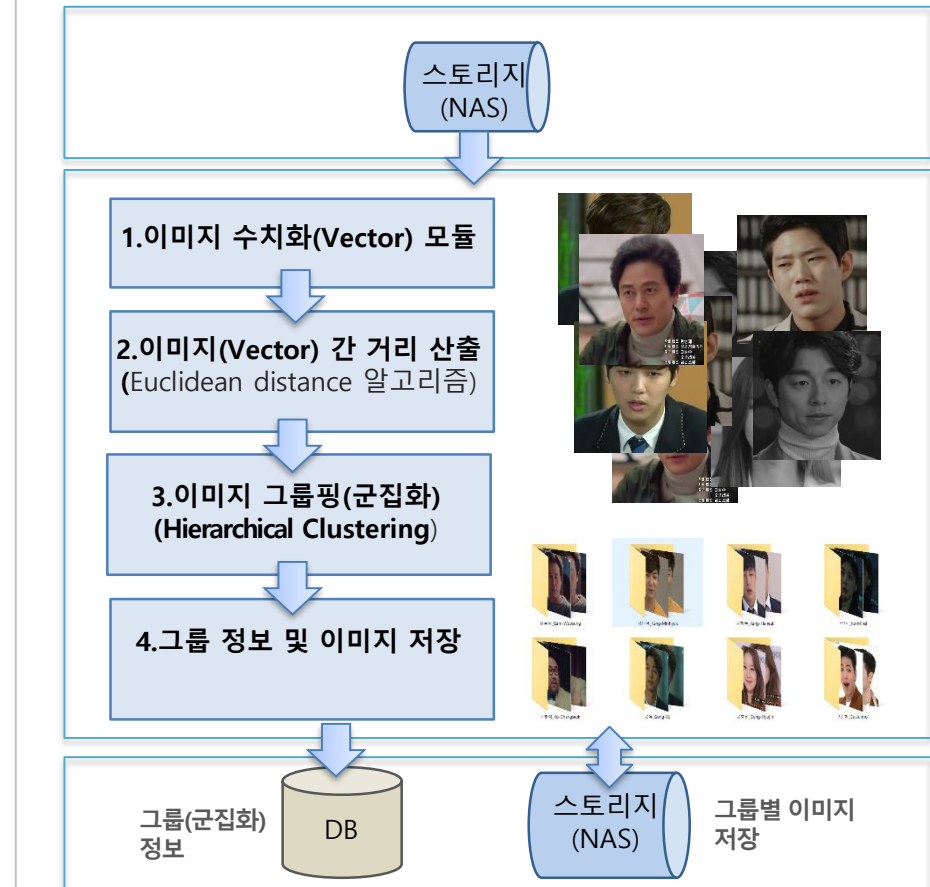 스토리지
(NAS)
1.이미지 수치화(Vector) 모듈
2.이미지(Vector) 간 거리 산출
(Euclidean distance 알고리즘)
3.이미지 그룹핑(군집화)
(Hierarchical Clustering)
4.그룹 정보 및 이미지 저장
그룹(군집화)
정보
DB
스토리지
(NAS)
그룹별 이미지
저장